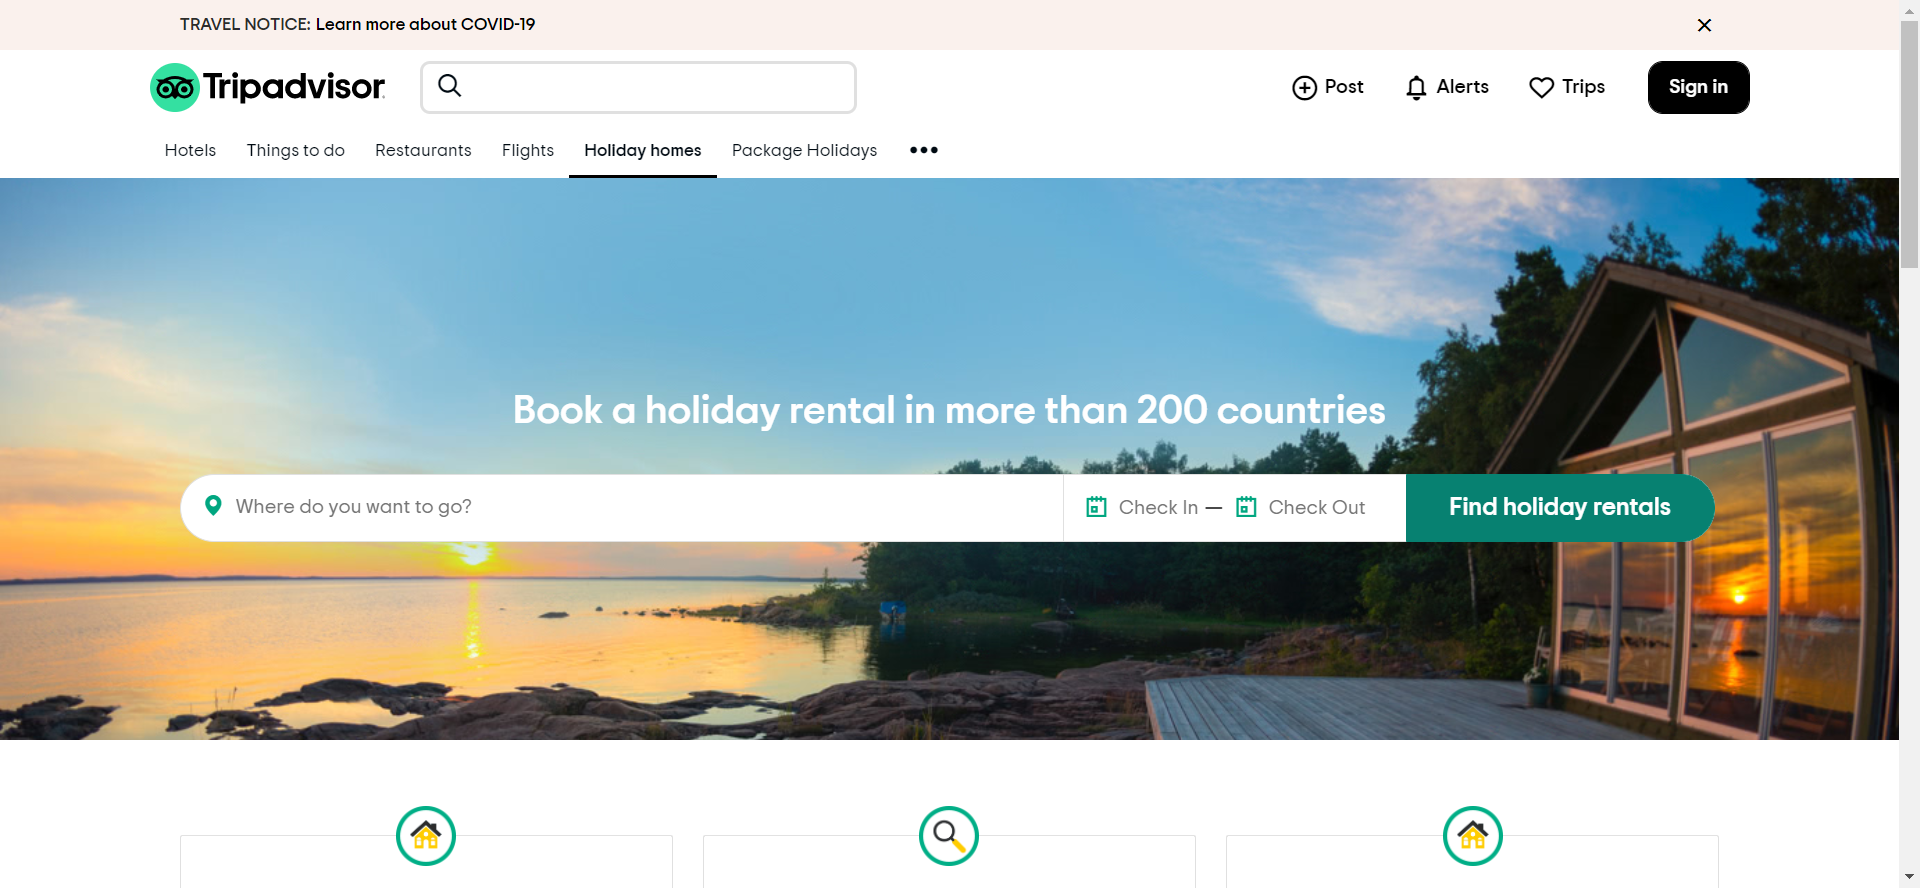 TRAVEL NOTICE: Learn more about COVID-19
Tripadvisor
Post
Alerts
Trips
Sign in
Hotels
Things to do
Restaurants
Flights
Holiday homes
Package Holidays
Book a holiday rental in more than 200 countries
Where do you want to go?
Check In — Check Out
Find holiday rentals